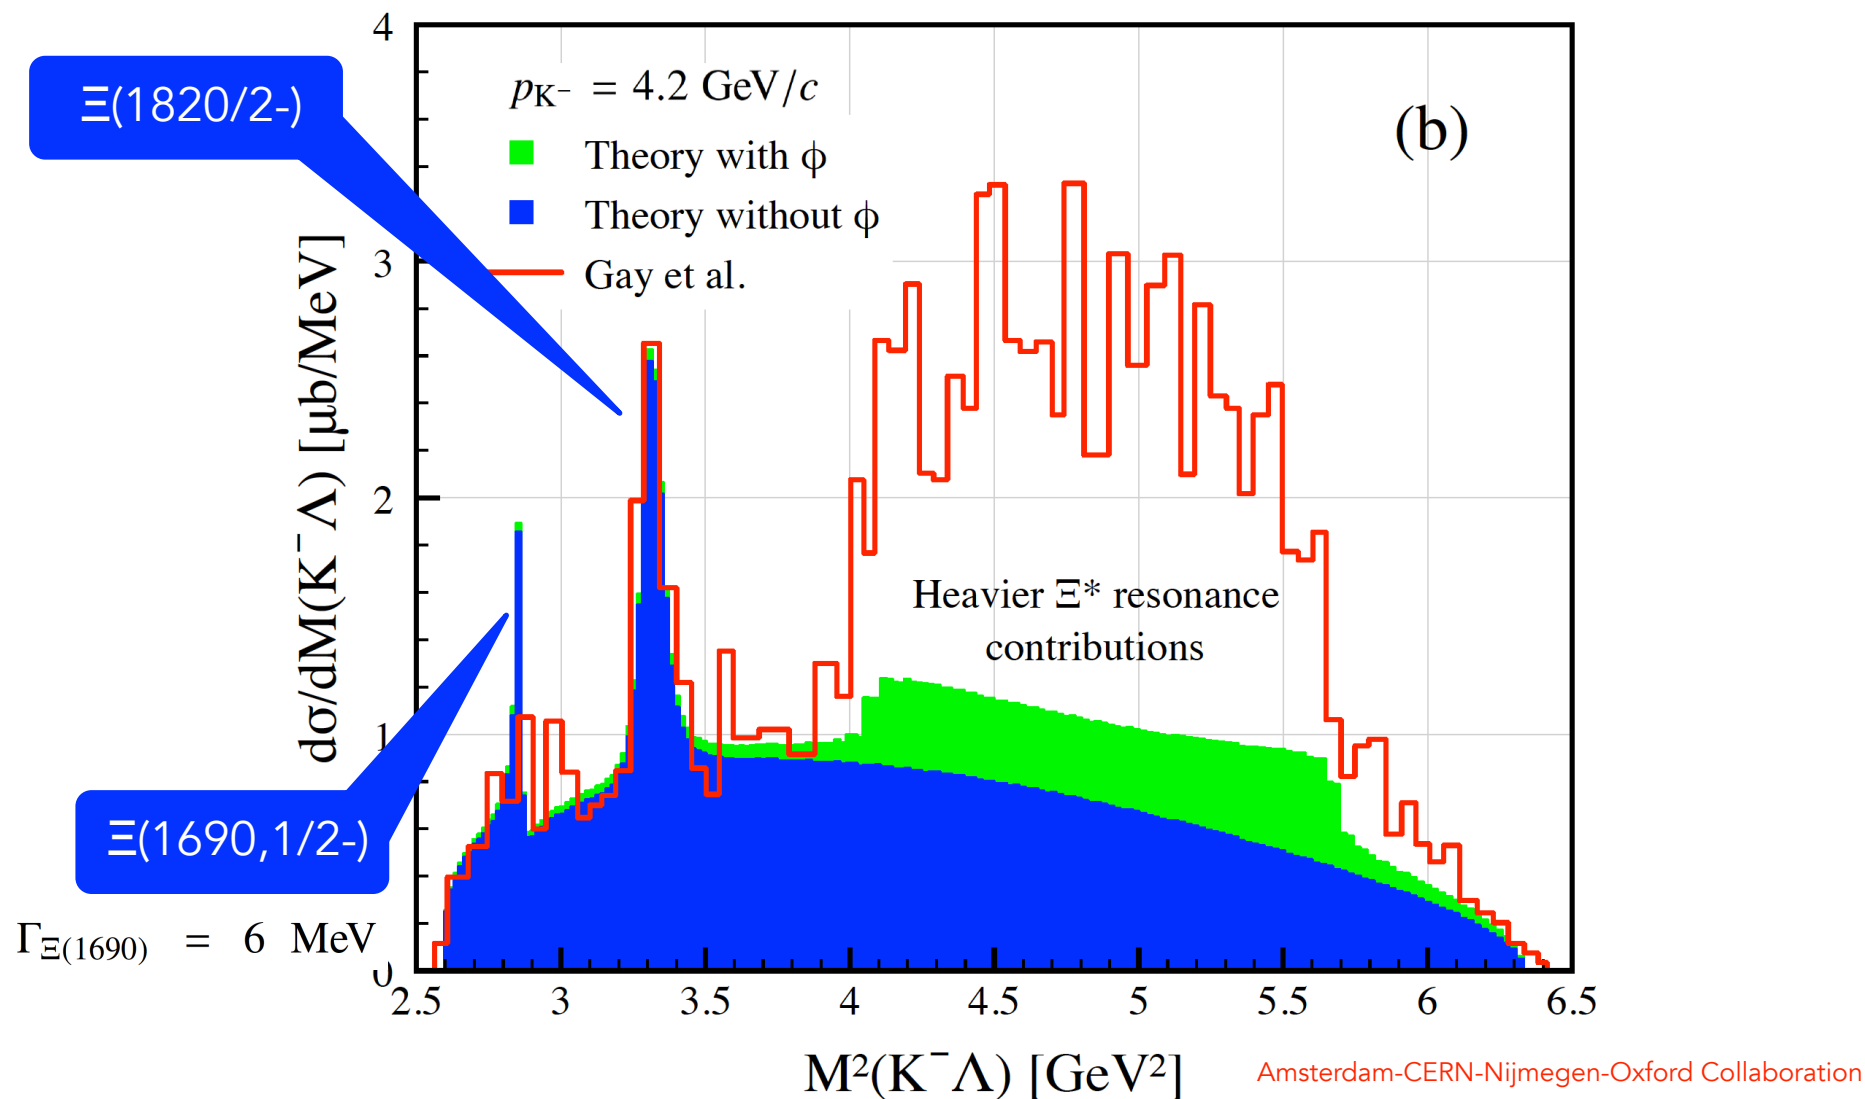 Ξ(1820/2-)
Ξ(1690,1/2-)
Γ_Ξ(1690) = 6 MeV
p_K⁻ = 4.2 GeV/c
Theory with ϕ
Theory without ϕ
Gay et al.
(b)
Heavier Ξ* resonance
contributions
dσ/dM(K⁻Λ) [μb/MeV]
4
3
2
1
0
2.5 3 3.5 4 4.5 5 5.5 6 6.5
M²(K⁻Λ) [GeV²]
Amsterdam-CERN-Nijmegen-Oxford Collaboration